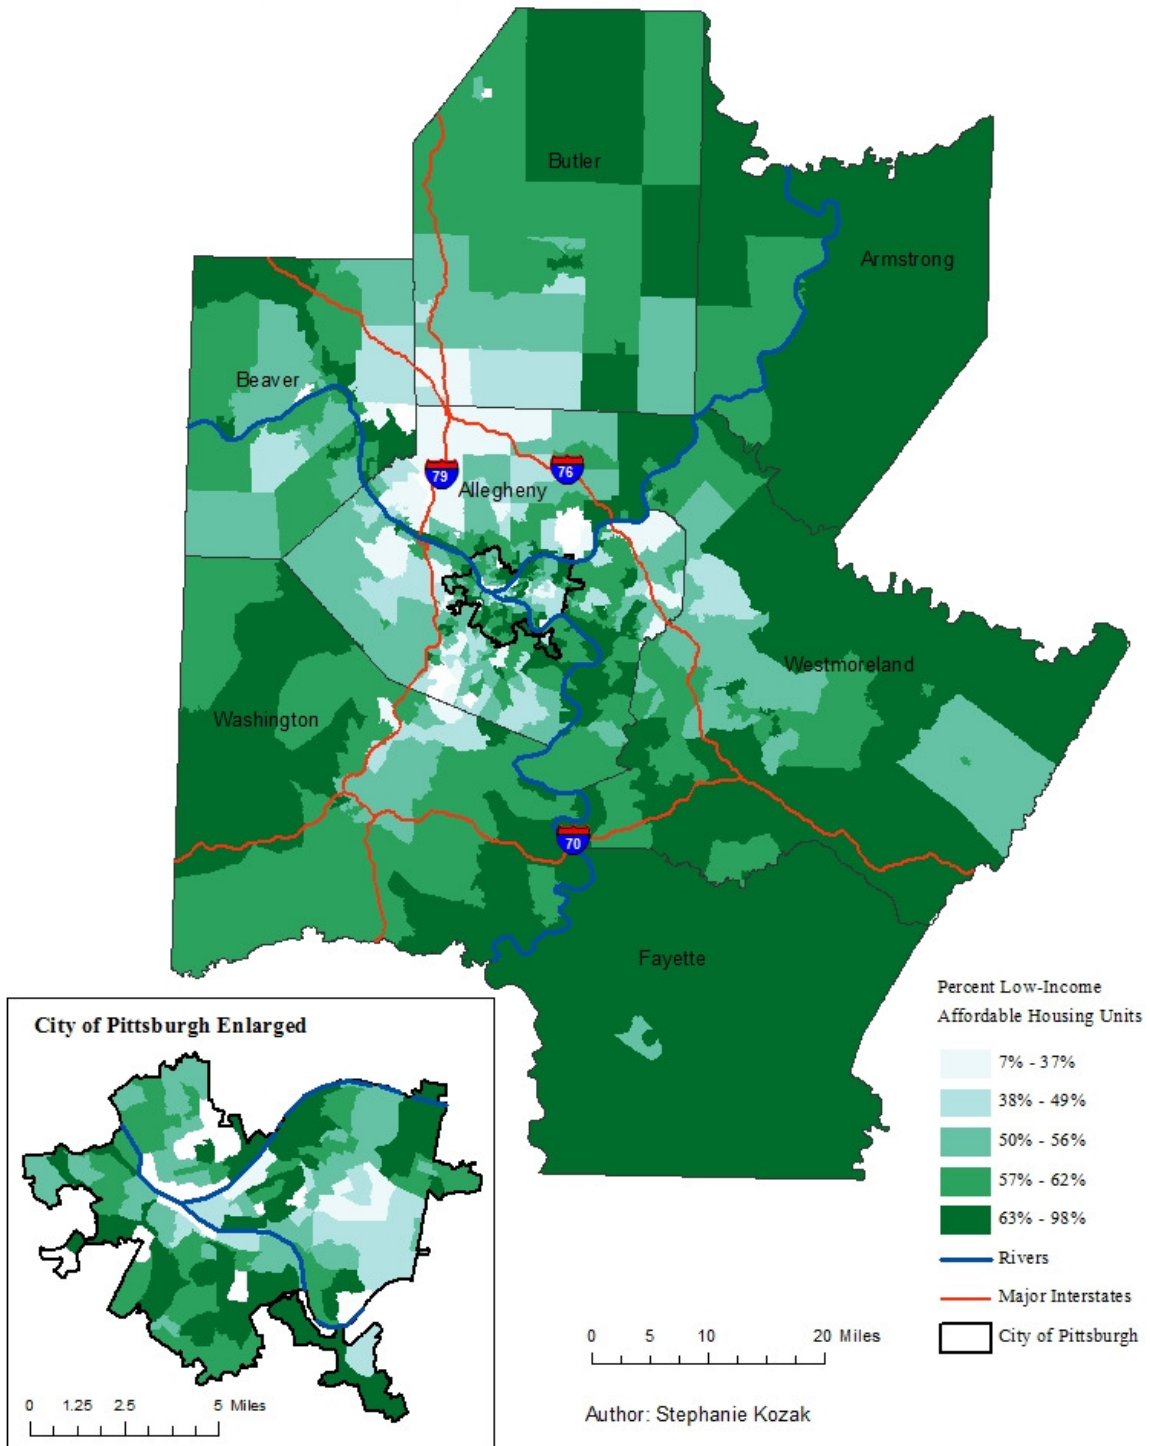 Butler
Armstrong
Beaver
79
76
Allegheny
Westmoreland
Washington
70
Fayette
City of Pittsburgh Enlarged
0 1.25 2.5 5 Miles
Percent Low-Income
Affordable Housing Units
7% - 37%
38% - 49%
50% - 56%
57% - 62%
63% - 98%
Rivers
Major Interstates
City of Pittsburgh
0 5 10 20 Miles
Author: Stephanie Kozak